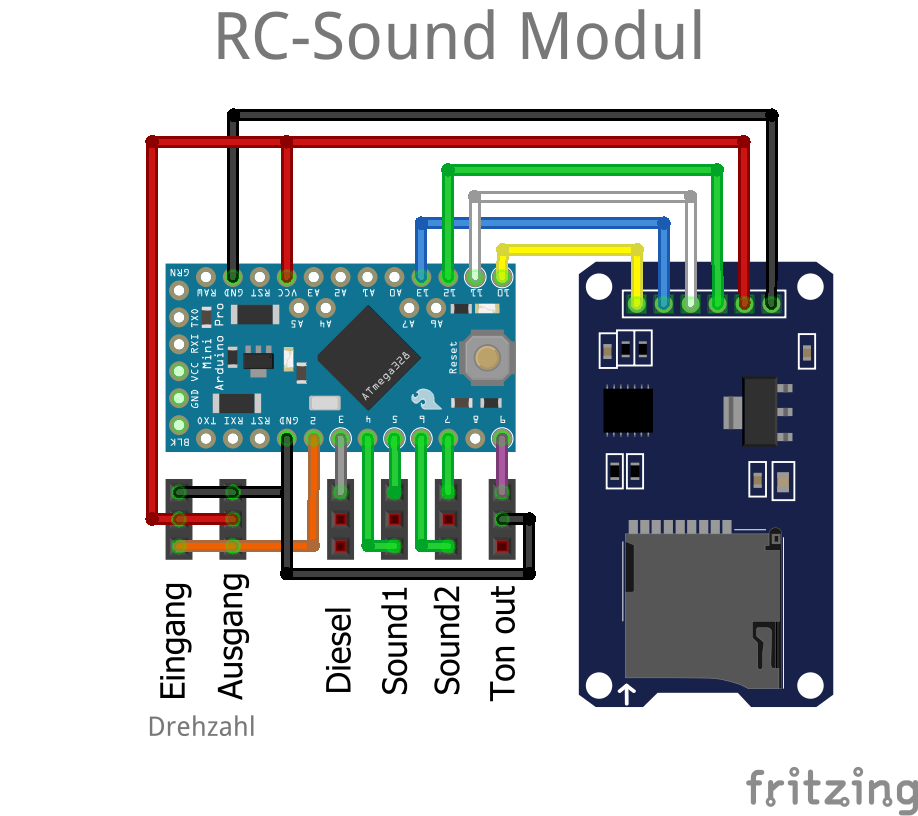 RC-Sound Modul
GRN
RAW GND RST VCC A3 A2 A1 A0 13 12 11 10
A5 A4 A7 A6
TXO
RXI
VCC
GND
BLK
Arduino Pro
Mini
ATmega328
Reset
TXO RXI RST GND 2 3 4 5 6 7 8 9
Eingang
Ausgang
Diesel
Sound1
Sound2
Ton out
Drehzahl
fritzing